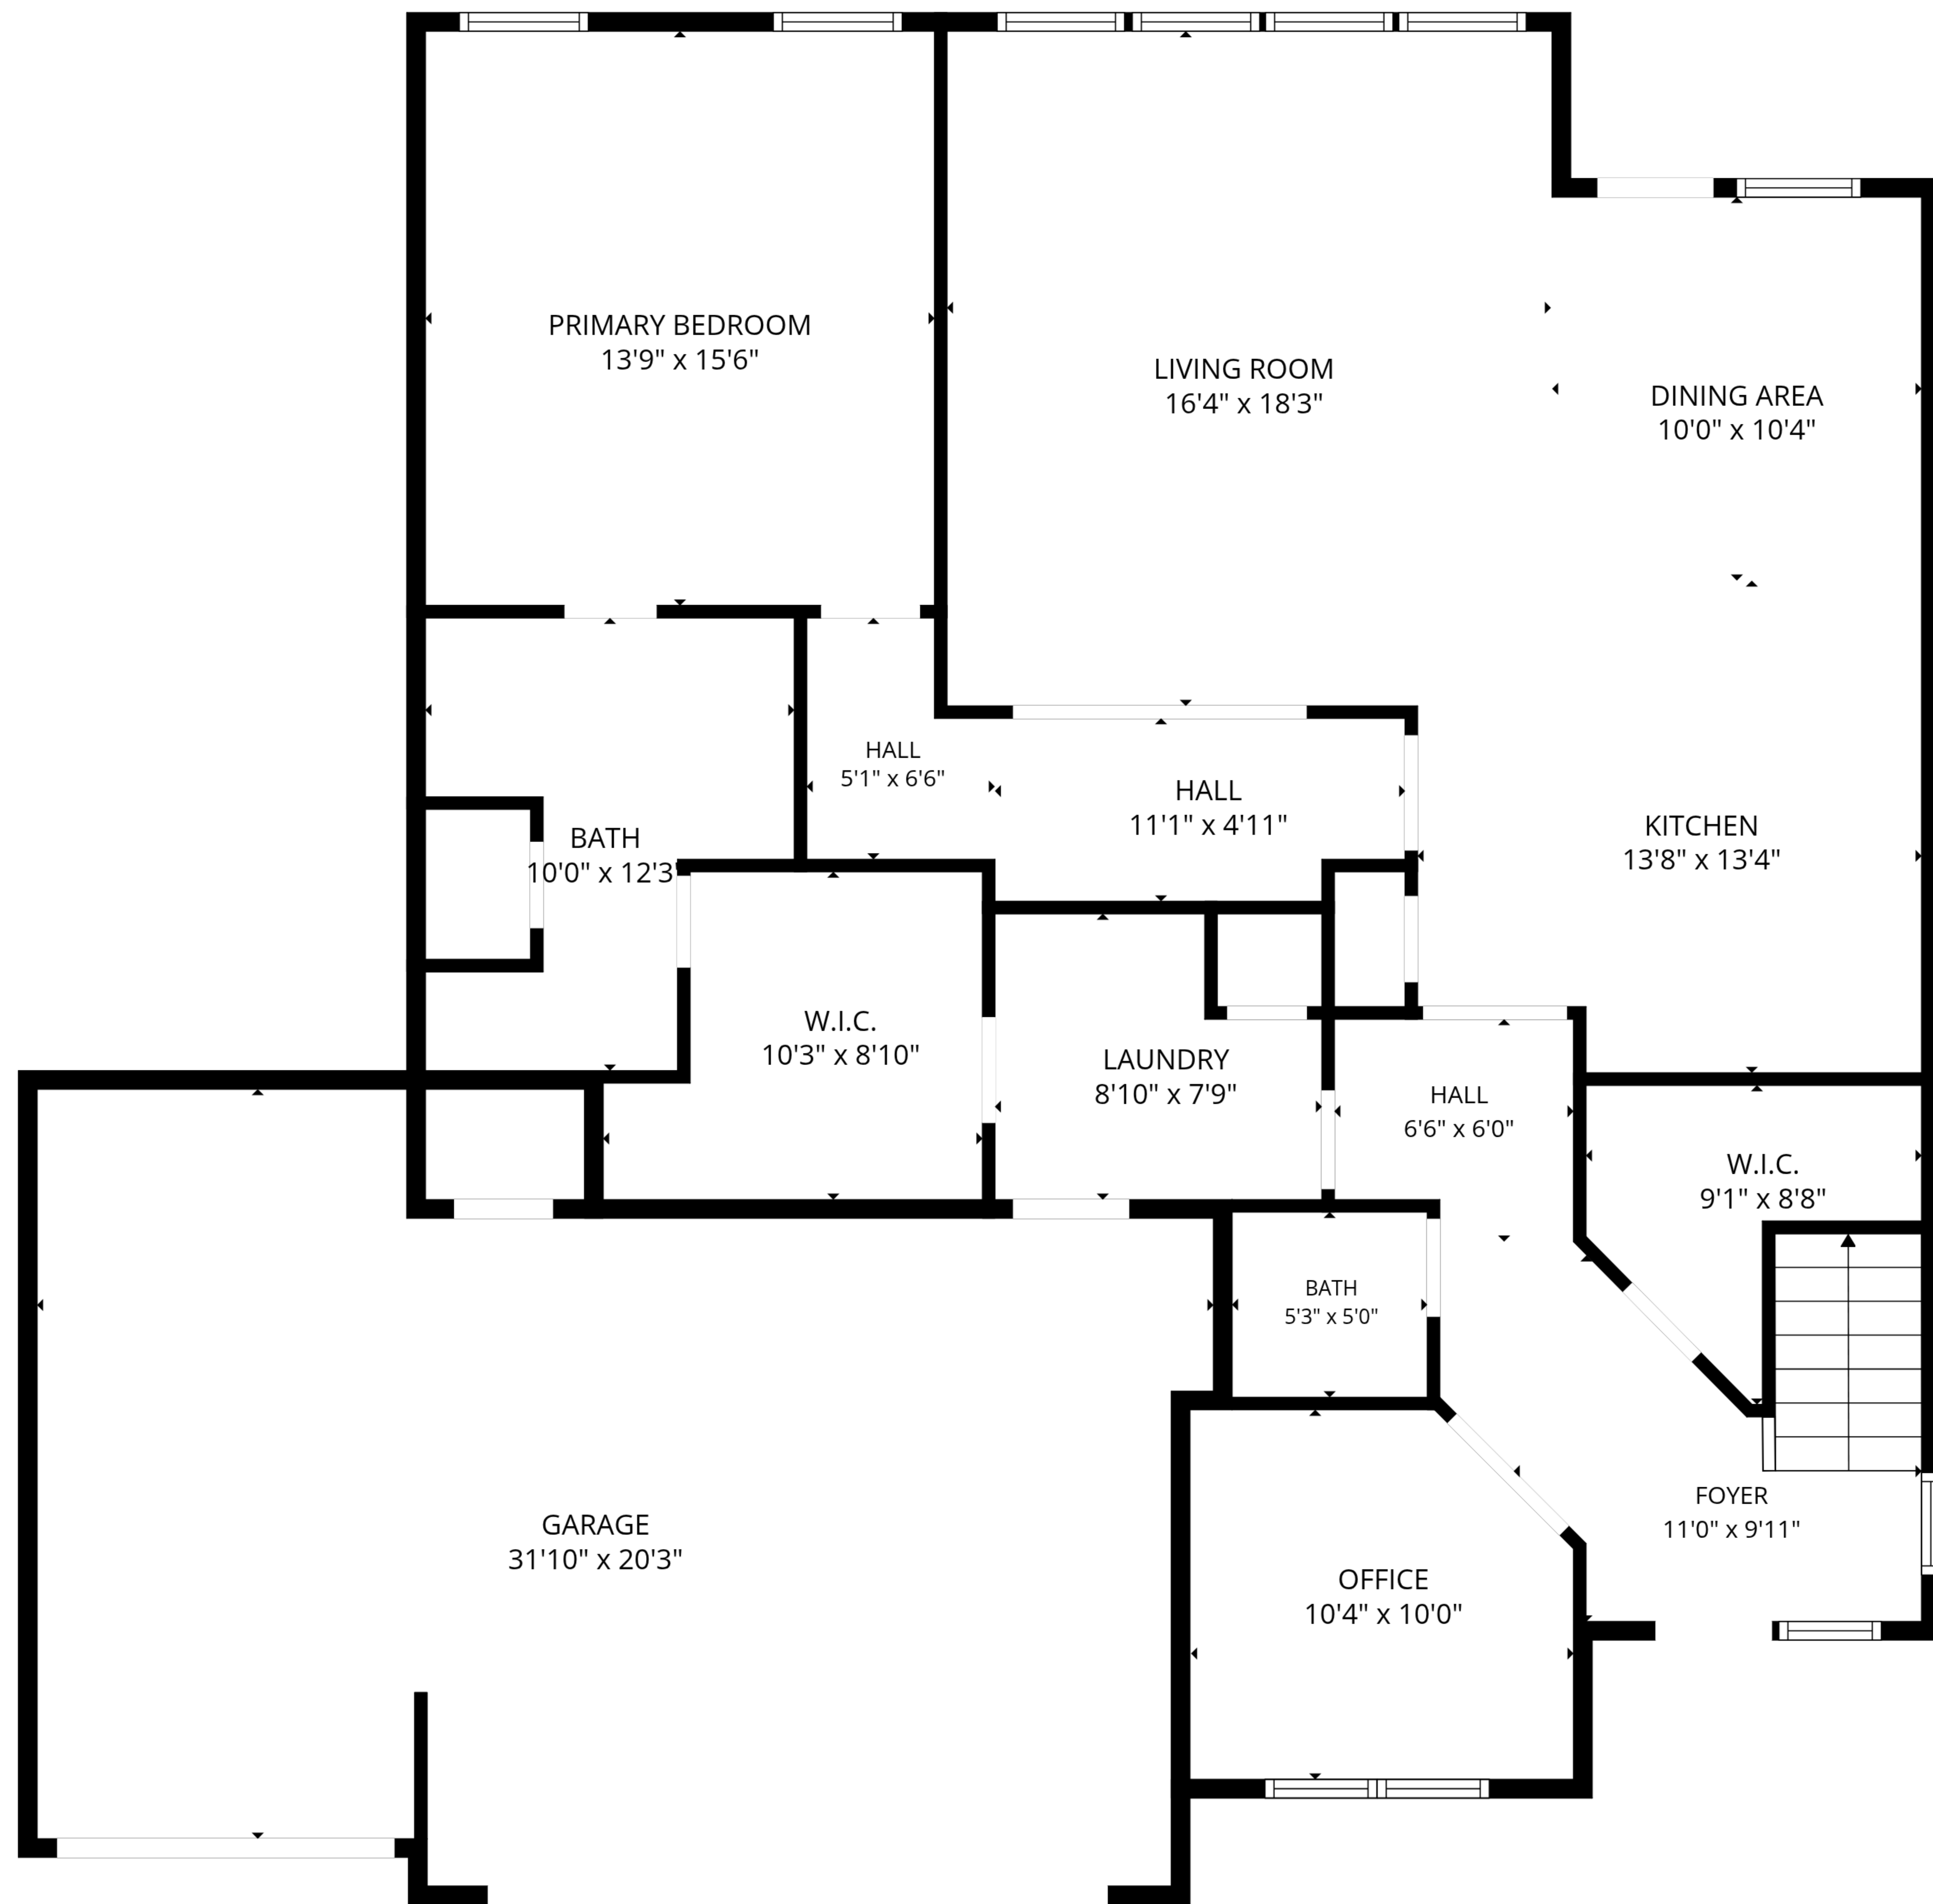 PRIMARY BEDROOM
13'9" x 15'6"
LIVING ROOM
16'4" x 18'3"
DINING AREA
10'0" x 10'4"
HALL
5'1" x 6'6"
HALL
11'1" x 4'11"
KITCHEN
13'8" x 13'4"
BATH
10'0" x 12'3"
W.I.C.
10'3" x 8'10"
LAUNDRY
8'10" x 7'9"
HALL
6'6" x 6'0"
W.I.C.
9'1" x 8'8"
BATH
5'3" x 5'0"
FOYER
11'0" x 9'11"
GARAGE
31'10" x 20'3"
OFFICE
10'4" x 10'0"